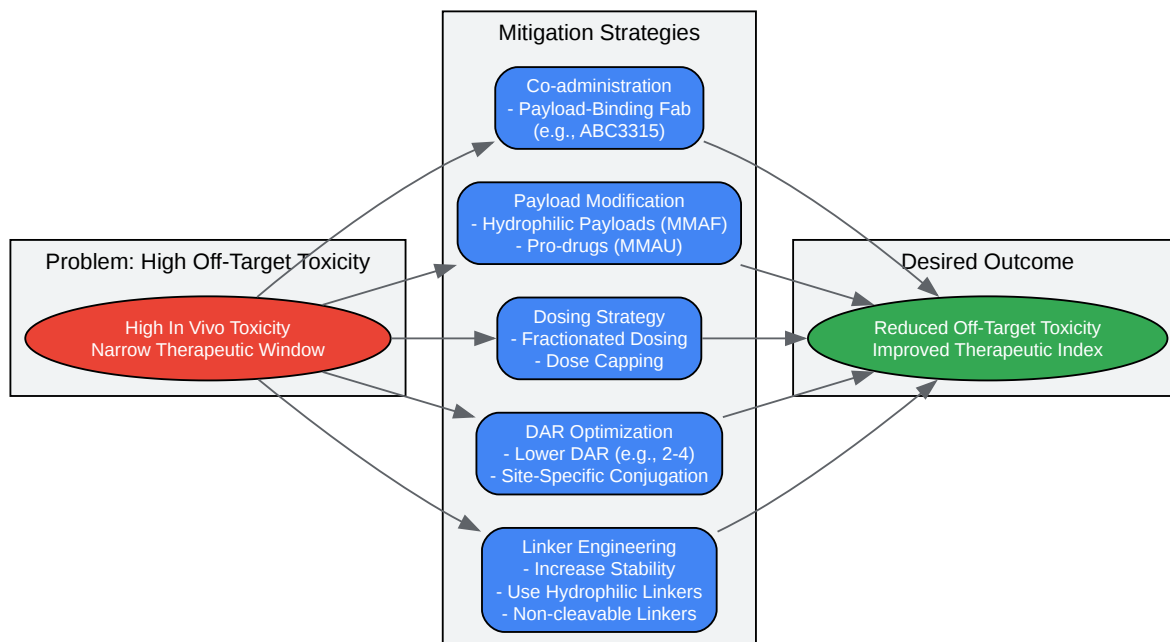 Mitigation Strategies
Co-administration
- Payload-Binding Fab
(e.g., ABC3315)
Payload Modification
- Hydrophilic Payloads (MMAF)
- Pro-drugs (MMAU)
Problem: High Off-Target Toxicity
High In Vivo Toxicity
Narrow Therapeutic Window
Dosing Strategy
- Fractionated Dosing
- Dose Capping
Desired Outcome
Reduced Off-Target Toxicity
Improved Therapeutic Index
DAR Optimization
- Lower DAR (e.g., 2-4)
- Site-Specific Conjugation
Linker Engineering
- Increase Stability
- Use Hydrophilic Linkers
- Non-cleavable Linkers